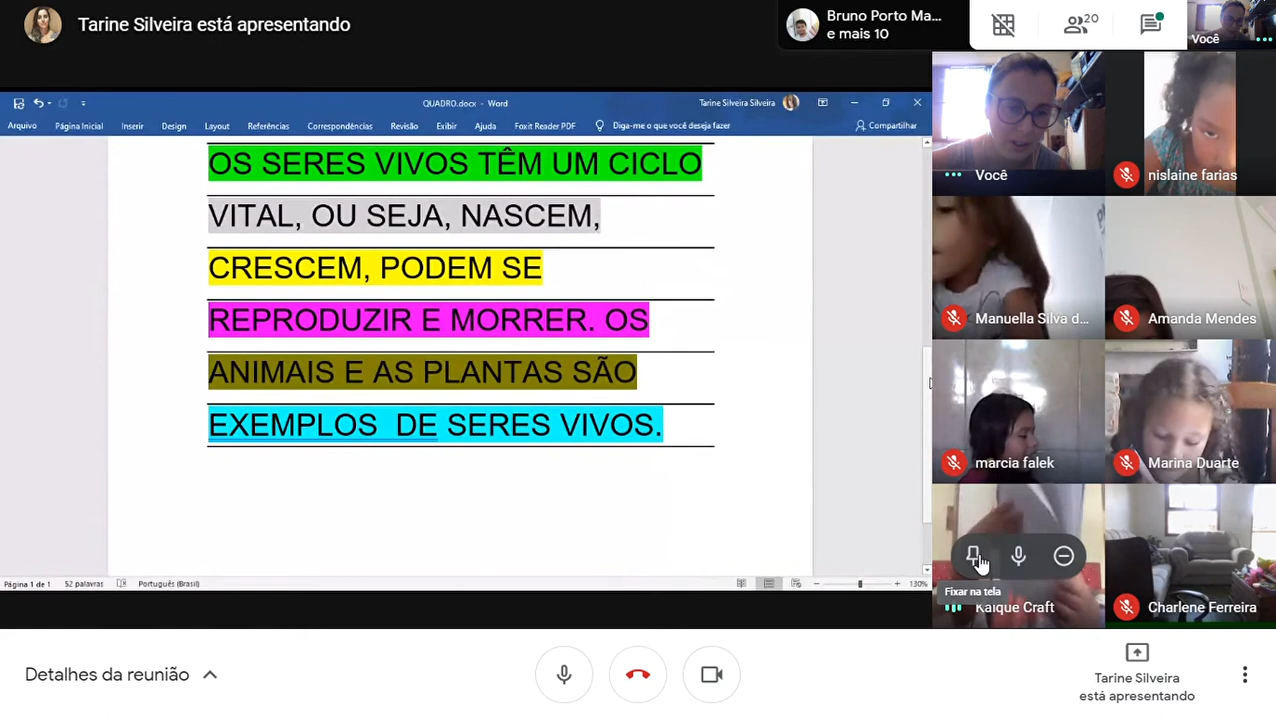 Tarine Silveira está apresentando
Bruno Porto Ma...
e mais 10
20
Você
QUADRO.docx - Word
Tarine Silveira Silveira
Arquivo Página Inicial Inserir Design Layout Referências Correspondências Revisão Exibir Ajuda Foxit Reader PDF Diga-me o que você deseja fazer Compartilhar
OS SERES VIVOS TÊM UM CICLO
VITAL, OU SEJA, NASCEM,
CRESCEM, PODEM SE
REPRODUZIR E MORRER. OS
ANIMAIS E AS PLANTAS SÃO
EXEMPLOS DE SERES VIVOS.
Página 1 de 1 52 palavras Português (Brasil) 130%
Você
nislaine farias
Manuella Silva d...
Amanda Mendes
marcia falek
Marina Duarte
Fixar na tela
Kaique Craft
Charlene Ferreira
Detalhes da reunião
Tarine Silveira
está apresentando